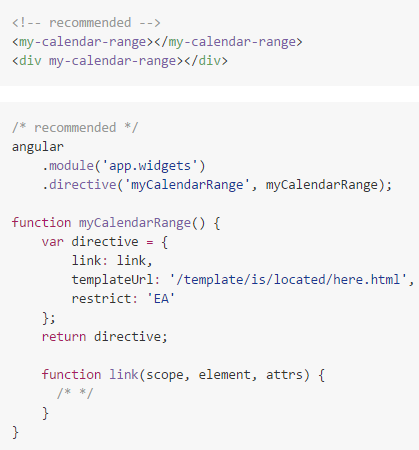 <!-- recommended -->
<my-calendar-range></my-calendar-range>
<div my-calendar-range></div>
/* recommended */
angular
    .module('app.widgets')
    .directive('myCalendarRange', myCalendarRange);
function myCalendarRange() {
    var directive = {
        link: link,
        templateUrl: '/template/is/located/here.html',
        restrict: 'EA'
    };
    return directive;
    function link(scope, element, attrs) {
      /* */
    }
}